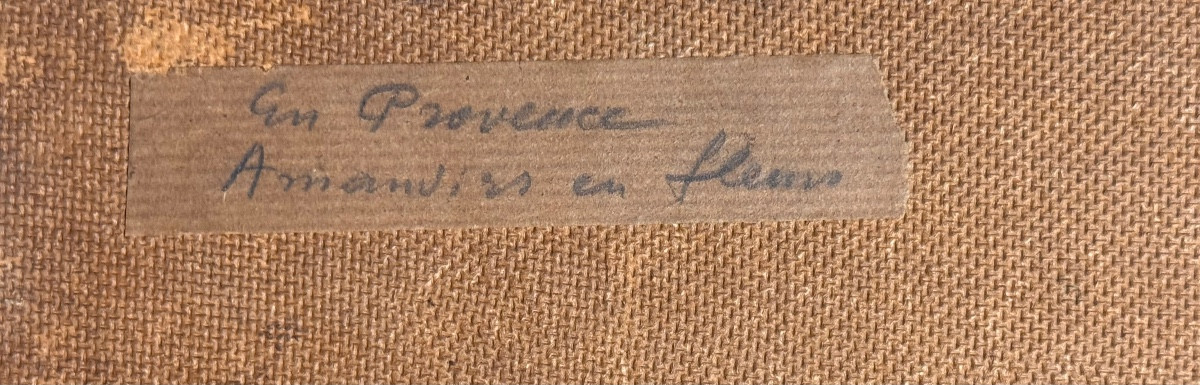 En Provence
Amandiers en fleurs